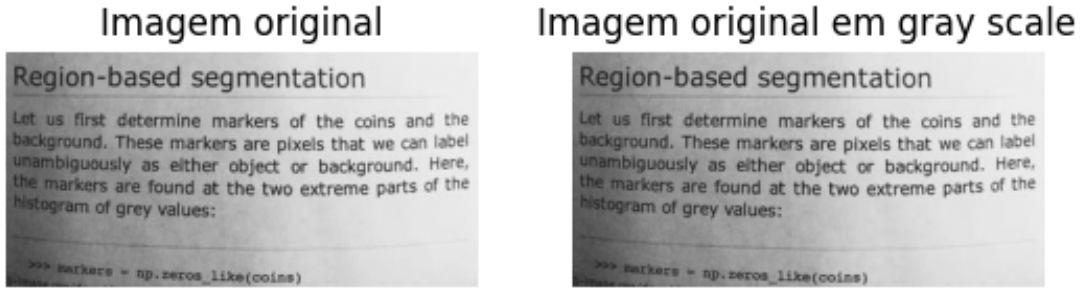 Imagem original
Region-based segmentation
Let us first determine markers of the coins and the
background. These markers are pixels that we can label
unambiguously as either object or background. Here,
the markers are found at the two extreme parts of the
histogram of grey values:
>>> markers = np.zeros_like(coins)
Imagem original em gray scale
Region-based segmentation
Let us first determine markers of the coins and the
background. These markers are pixels that we can label
unambiguously as either object or background. Here,
the markers are found at the two extreme parts of the
histogram of grey values:
>>> markers = np.zeros_like(coins)